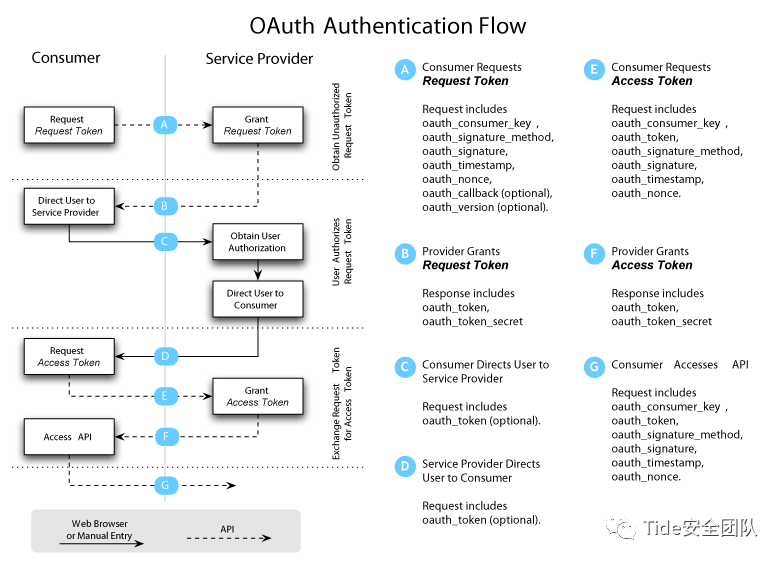 OAuth Authentication Flow
Consumer
Service Provider
Request
Request Token
A
Grant
Request Token
Obtain Unauthorized
Request Token
Direct User to
Service Provider
B
C
Obtain User
Authorization
Direct User to
Consumer
User Authorizes
Request Token
Request
Access Token
D
E
Grant
Access Token
Access API
F
Exchange Request Token
for Access Token
G
Web Browser
or Manual Entry
API
A
Consumer Requests
Request Token
Request includes
oauth_consumer_key ,
oauth_signature_method,
oauth_signature,
oauth_timestamp,
oauth_nonce,
oauth_callback (optional),
oauth_version (optional).
B
Provider Grants
Request Token
Response includes
oauth_token,
oauth_token_secret
C
Consumer Directs User to
Service Provider
Request includes
oauth_token (optional).
D
Service Provider Directs
User to Consumer
Request includes
oauth_token (optional).
E
Consumer Requests
Access Token
Request includes
oauth_consumer_key ,
oauth_token,
oauth_signature_method,
oauth_signature,
oauth_timestamp,
oauth_nonce.
F
Provider Grants
Access Token
Response includes
oauth_token,
oauth_token_secret
G
Consumer Accesses API
Request includes
oauth_consumer_key ,
oauth_token,
oauth_signature_method,
oauth_signature,
oauth_timestamp,
oauth_nonce.
Tide安全团队